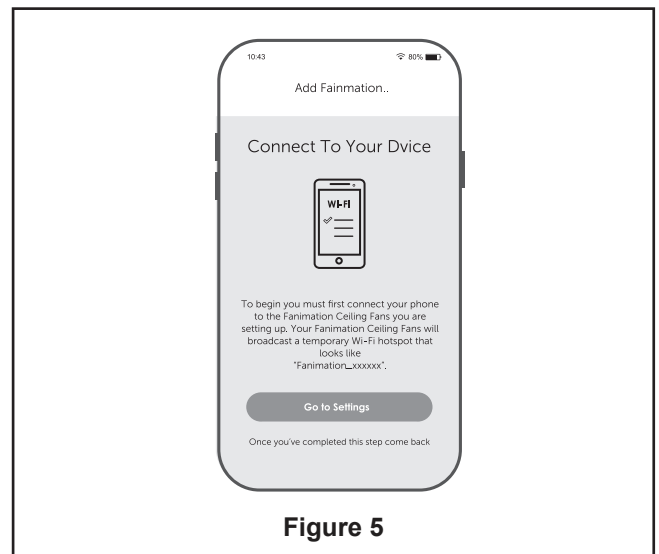 10:43 80%
Add Fainmation..
Connect To Your Dvice
WI-FI
To begin you must first connect your phone
to the Fanimation Ceiling Fans you are
setting up. Your Fanimation Ceiling Fans will
broadcast a temporary Wi-Fi hotspot that
looks like
"Fanimation_xxxxxx".
Go to Settings
Once you've completed this step come back
Figure 5